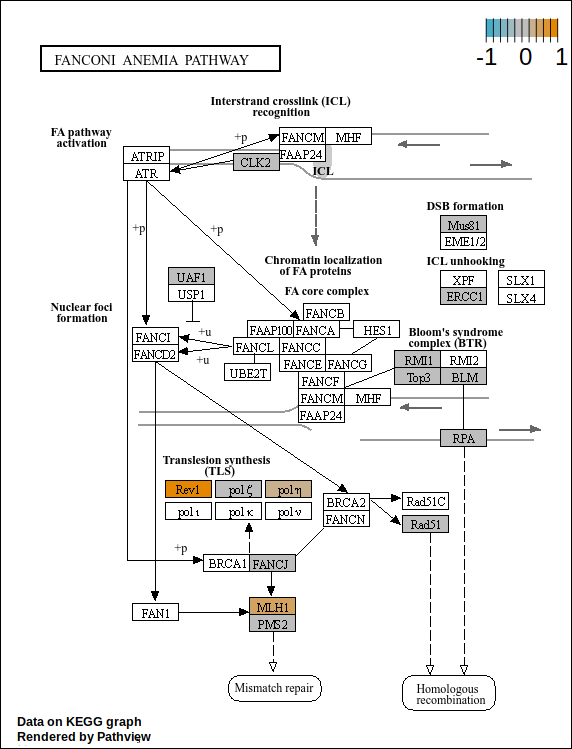 -1 0 1
FANCONI ANEMIA PATHWAY
Interstrand crosslink (ICL)
recognition
FA pathway
activation
+p
FANCM MHF
FAAP24
ICL
ATRIP
ATR
CLK2
DSB formation
Mus81
EME1/2
+p
+p
Chromatin localization
of FA proteins
ICL unhooking
XPF SLX1
ERCC1 SLX4
UAF1
USP1
FA core complex
Nuclear foci
formation
FANCB
FAAP100 FANCA HES1
Bloom's syndrome
complex (BTR)
+u
FANCI
FANCD2
+u
FANCL FANCC
FANCE FANCG
UBE2T
RMI1 RMI2
Top3 BLM
FANCF
FANCM MHF
FAAP24
RPA
Translesion synthesis
(TLS)
Rev1 pol ζ pol η
pol ι pol κ pol ν
BRCA2
FANCN
Rad51C
Rad51
+p
BRCA1 FANCJ
FAN1
MLH1
PMS2
Mismatch repair
Homologous
recombination
Data on KEGG graph
Rendered by Pathview